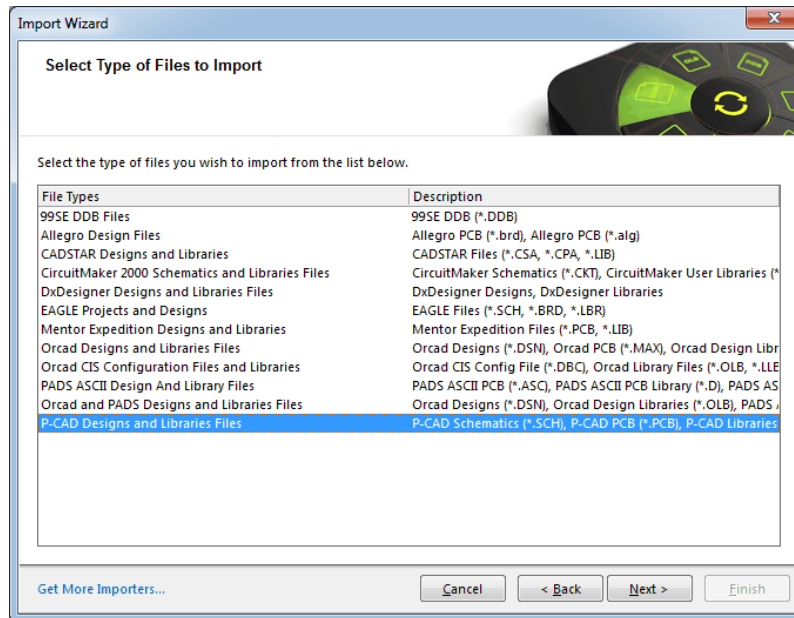 Import Wizard
Select Type of Files to Import
Select the type of files you wish to import from the list below.
File Types Description
99SE DDB Files 99SE DDB (*.DDB)
Allegro Design Files Allegro PCB (*.brd), Allegro PCB (*.alg)
CADSTAR Designs and Libraries CADSTAR Files (*.CSA, *.CPA, *.LIB)
CircuitMaker 2000 Schematics and Libraries Files CircuitMaker Schematics (*.CKT), CircuitMaker User Libraries (*
DxDesigner Designs and Libraries Files DxDesigner Designs, DxDesigner Libraries
EAGLE Projects and Designs EAGLE Files (*.SCH, *.BRD, *.LBR)
Mentor Expedition Designs and Libraries Mentor Expedition Files (*.PCB, *.LIB)
Orcad Designs and Libraries Files Orcad Designs (*.DSN), Orcad PCB (*.MAX), Orcad Design Libr
Orcad CIS Configuration Files and Libraries Orcad CIS Config File (*.DBC), Orcad Library Files (*.OLB, *.LLE
PADS ASCII Design And Library Files PADS ASCII PCB (*.ASC), PADS ASCII PCB Library (*.D), PADS AS
Orcad and PADS Designs and Libraries Files Orcad Designs (*.DSN), Orcad Design Libraries (*.OLB), PADS
P-CAD Designs and Libraries Files P-CAD Schematics (*.SCH), P-CAD PCB (*.PCB), P-CAD Libraries
Get More Importers... Cancel < Back Next > Finish